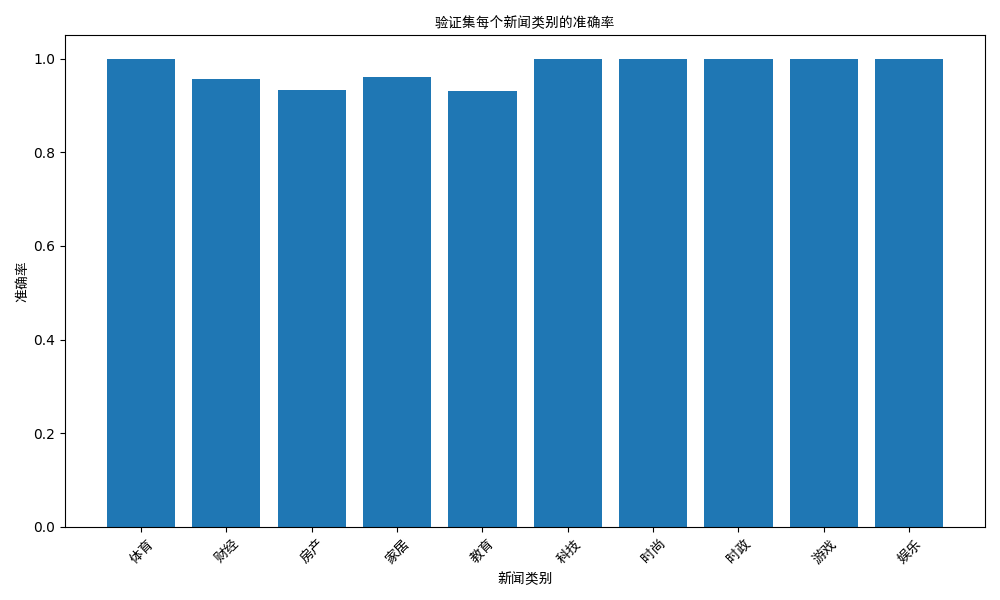 验证集每个新闻类别的准确率
1.0
0.8
0.6
0.4
0.2
0.0
准确率
体育
财经
房产
家居
教育
科技
时尚
时政
游戏
娱乐
新闻类别